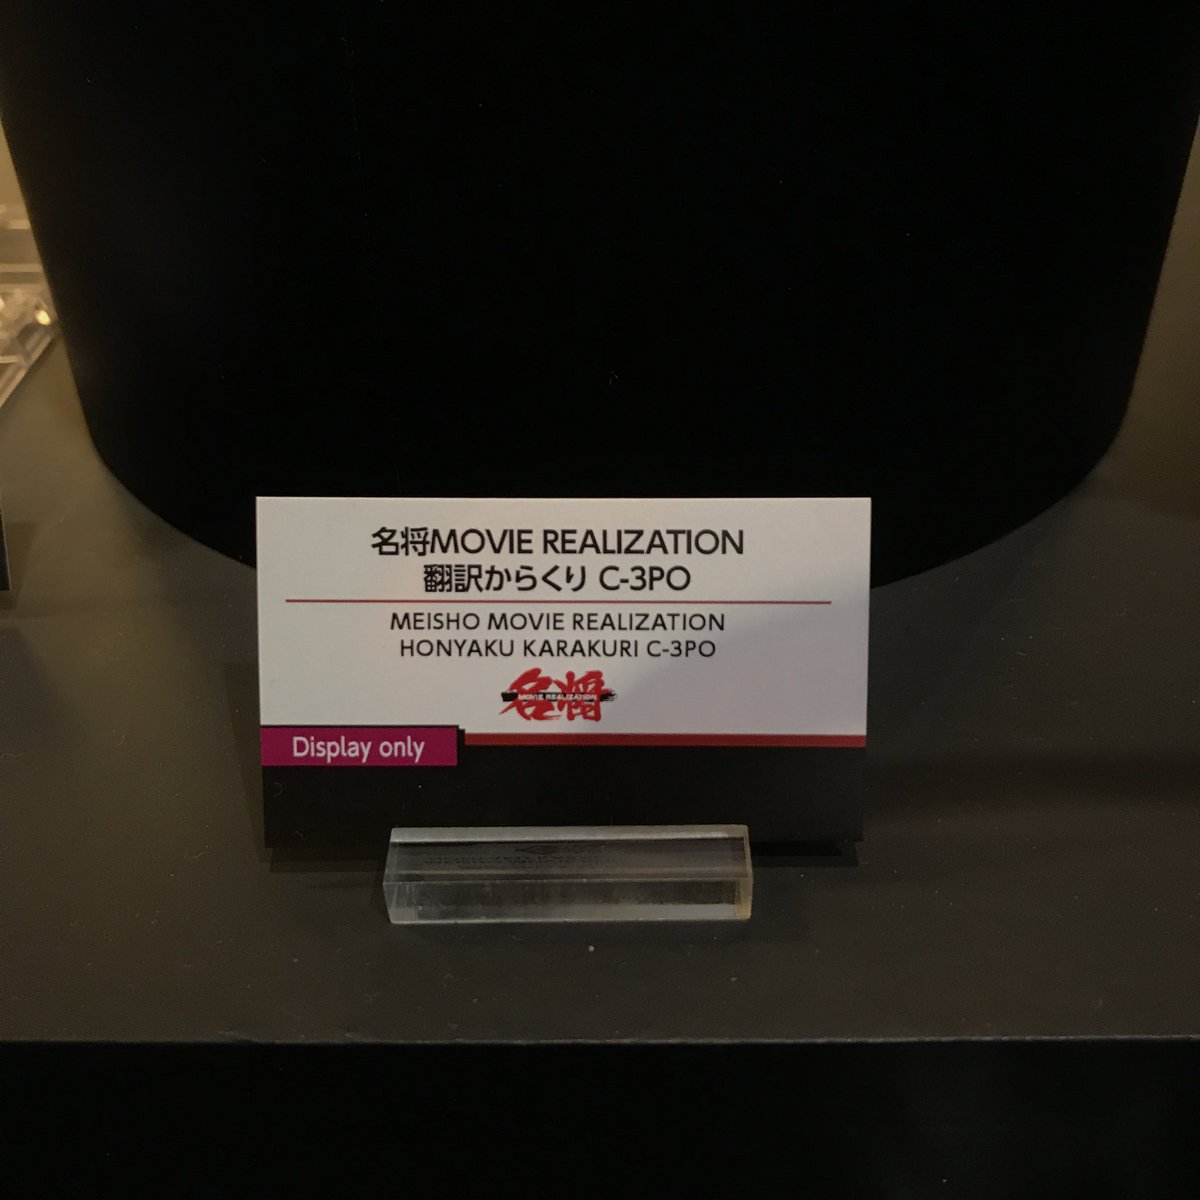 名将MOVIE REALIZATION
翻訳からくり C-3PO
MEISHO MOVIE REALIZATION
HONYAKU KARAKURI C-3PO
名将
MOVIE REALIZATION
Display only